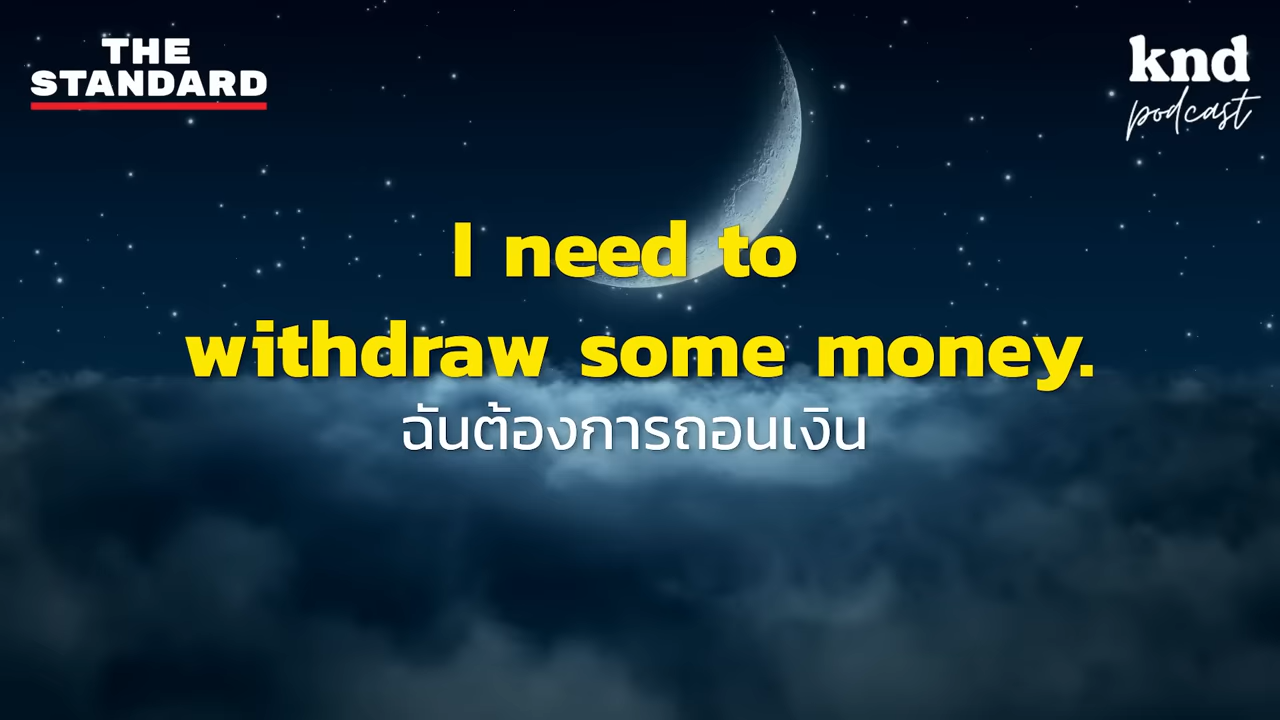 THE
STANDARD
knd
podcast
I need to
withdraw some money.
ฉันต้องการถอนเงิน